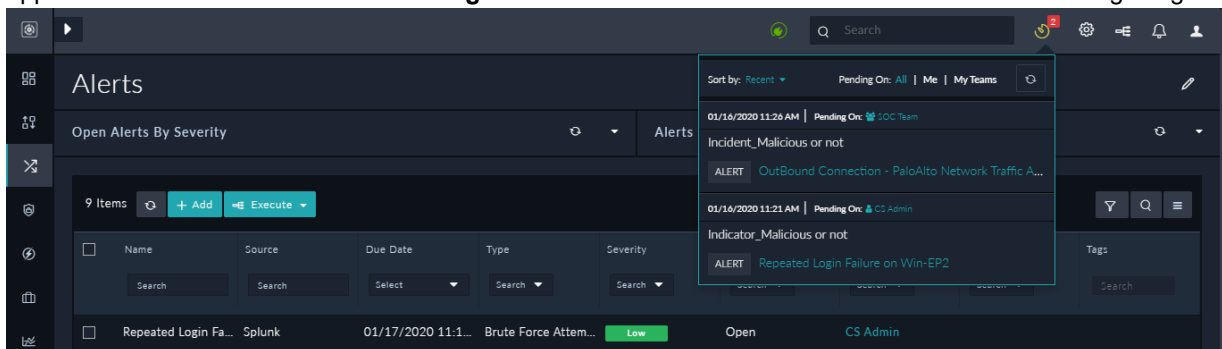 2
Search
Alerts
Sort by: Recent
Pending On: All | Me | My Teams
01/16/2020 11:26 AM | Pending On: SOC Team
Incident_Malicious or not
ALERT OutBound Connection - PaloAlto Network Traffic A...
01/16/2020 11:21 AM | Pending On: CS Admin
Indicator_Malicious or not
ALERT Repeated Login Failure on Win-EP2
Open Alerts By Severity
Alerts
9 Items
+ Add
Execute
Name Source Due Date Type Severity Tags
Search Search Select Search Search Search
Repeated Login Fa... Splunk 01/17/2020 11:1... Brute Force Attem... Low Open CS Admin